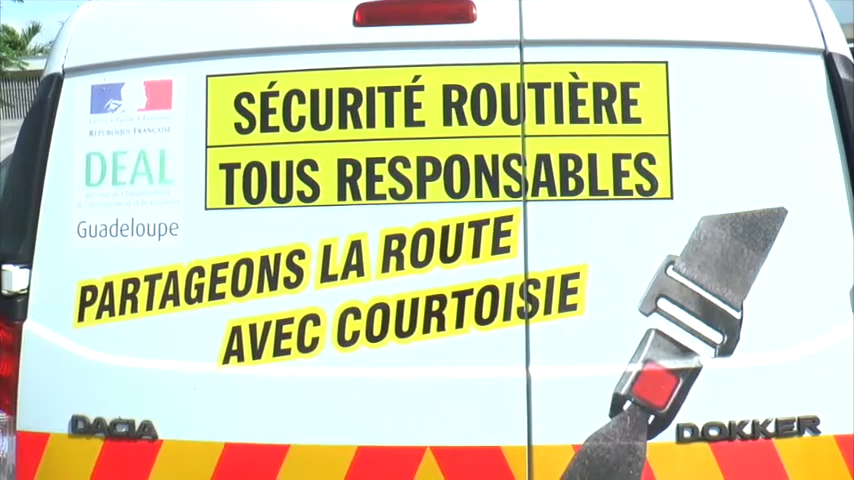 SÉCURITÉ ROUTIÈRE
TOUS RESPONSABLES
RÉPUBLIQUE FRANÇAISE
DEAL
Guadeloupe
PARTAGEONS LA ROUTE
AVEC COURTOISIE
DACIA
DOKKER